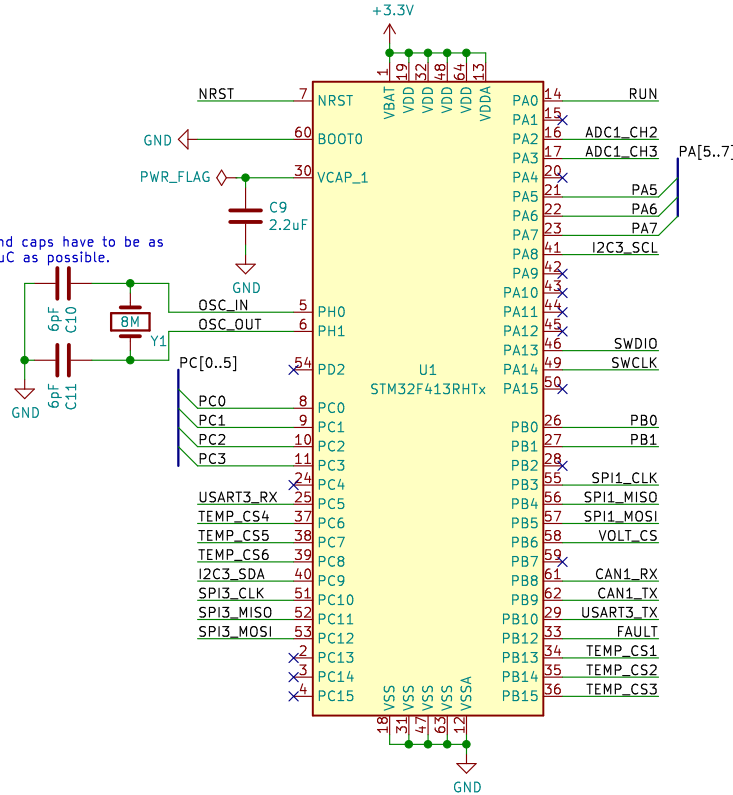 +3.3V
1 19 32 48 64 13
VBAT VDD VDD VDD VDD VDDA
NRST 7 NRST
GND 60 BOOT0
PWR_FLAG 30 VCAP_1
C9
2.2uF
GND
nd caps have to be as
uC as possible.
6pF C10
8M
Y1
6pF C11
GND
OSC_IN 5 PH0
OSC_OUT 6 PH1
PC[0..5]
54 PD2
PC0 8 PC0
PC1 9 PC1
PC2 10 PC2
PC3 11 PC3
24 PC4
USART3_RX 25 PC5
TEMP_CS4 37 PC6
TEMP_CS5 38 PC7
TEMP_CS6 39 PC8
I2C3_SDA 40 PC9
SPI3_CLK 51 PC10
SPI3_MISO 52 PC11
SPI3_MOSI 53 PC12
2 PC13
3 PC14
4 PC15
U1
STM32F413RHTx
PA0 14 RUN
PA1 15
PA2 16 ADC1_CH2
PA3 17 ADC1_CH3
PA[5..7]
PA4 20
PA5 21 PA5
PA6 22 PA6
PA7 23 PA7
PA8 41 I2C3_SCL
PA9 42
PA10 43
PA11 44
PA12 45
PA13 46 SWDIO
PA14 49 SWCLK
PA15 50
PB0 26 PB0
PB1 27 PB1
PB2 28
PB3 55 SPI1_CLK
PB4 56 SPI1_MISO
PB5 57 SPI1_MOSI
PB6 58 VOLT_CS
PB7 59
PB8 61 CAN1_RX
PB9 62 CAN1_TX
PB10 29 USART3_TX
PB12 33 FAULT
PB13 34 TEMP_CS1
PB14 35 TEMP_CS2
PB15 36 TEMP_CS3
VSS VSS VSS VSS VSSA
18 31 47 63 12
GND